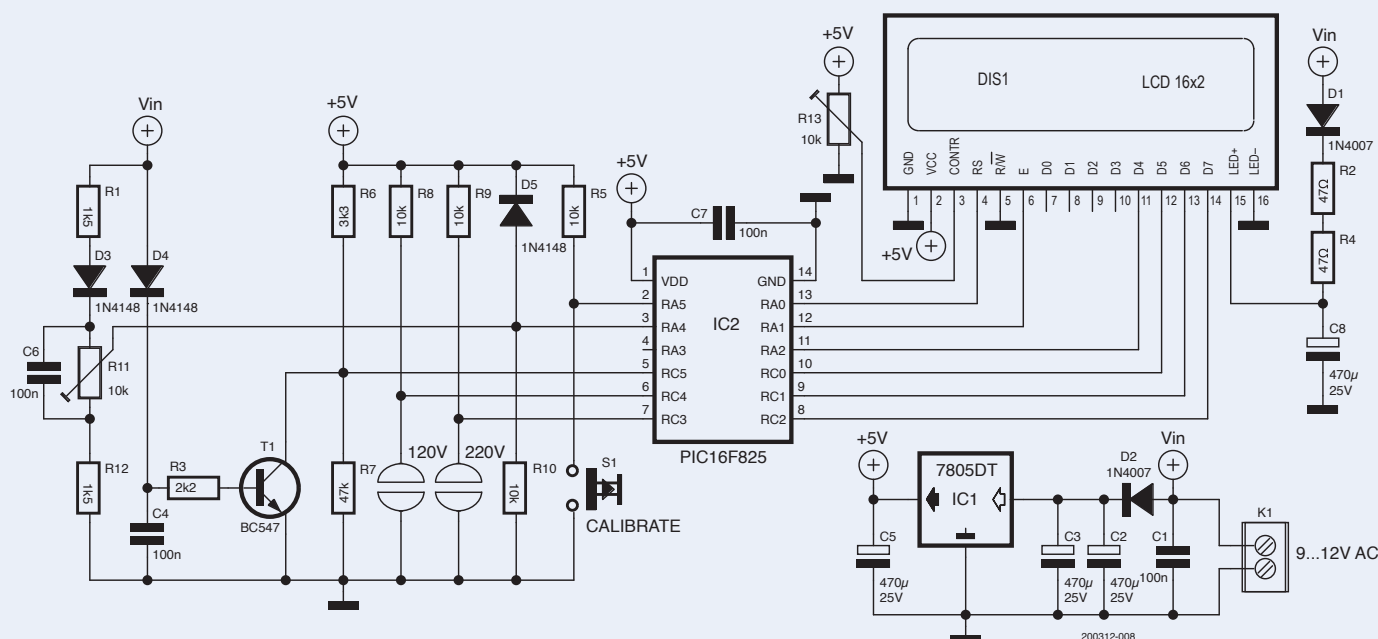 Vin
R1
1k5
D3
1N4148
D4
1N4148
C6
100n
R11
10k
R12
1k5
R3
2k2
C4
100n
T1
BC547
+5V
R6
3k3
R8
10k
R9
10k
D5
1N4148
R5
10k
R7
47k
120V
220V
R10
10k
S1
CALIBRATE
+5V
C7
100n
1 VDD
2 RA5
3 RA4
4 RA3
5 RC5
6 RC4
7 RC3
IC2
GND 14
RA0 13
RA1 12
RA2 11
RC0 10
RC1 9
RC2 8
PIC16F825
+5V
R13
10k
DIS1
LCD 16x2
GND VCC CONTR RS R/W E D0 D1 D2 D3 D4 D5 D6 D7 LED+ LED–
1 2 3 4 5 6 7 8 9 10 11 12 13 14 15 16
+5V
Vin
D1
1N4007
R2
47Ω
R4
47Ω
C8
470µ
25V
+5V
C5
470µ
25V
7805DT
IC1
C3
470µ
25V
C2
470µ
25V
D2
1N4007
Vin
C1
100n
K1
9...12V AC
200312-008